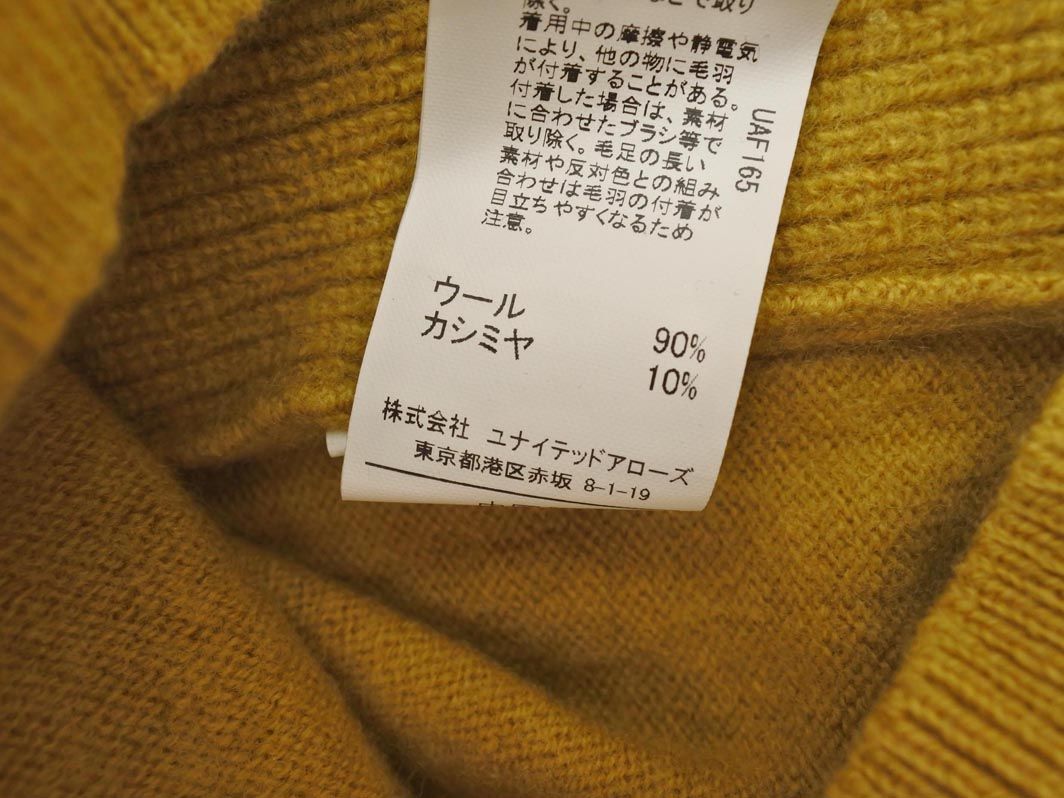 除く。
着用中の摩擦や静電気
により、他の物に毛羽
が付着することがある。
付着した場合は、素材
に合わせたブラシ等で
取り除く。毛足の長い
素材や反対色との組み
合わせは毛羽の付着が
目立ちやすくなるため
注意。
UAF165
ウール 90%
カシミヤ 10%
株式会社 ユナイテッドアローズ
東京都港区赤坂 8-1-19